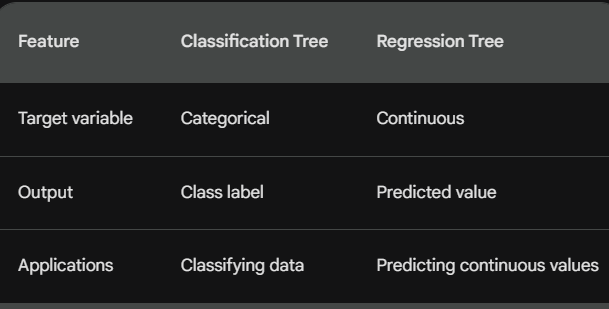 Feature Classification Tree Regression Tree
Target variable Categorical Continuous
Output Class label Predicted value
Applications Classifying data Predicting continuous values